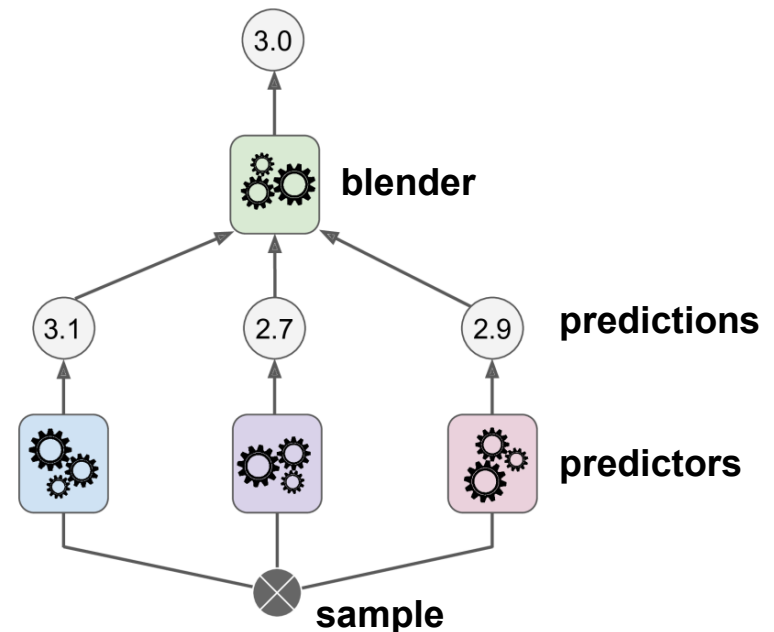 3.0
blender
3.1
2.7
2.9
predictions
predictors
sample